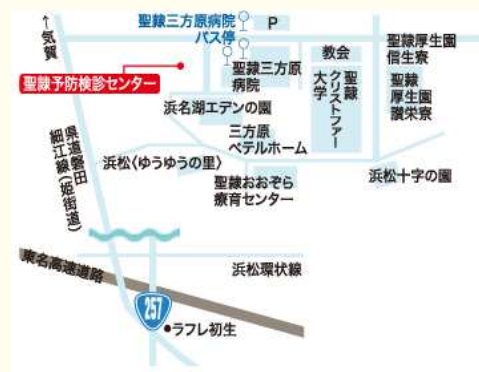 ↑気賀
聖隷三方原病院
バス停
P
聖隷予防検診センター
聖隷三方原
病院
教会
聖隷
クリストファー
大学
聖隷厚生園
信生寮
聖隷
厚生園
讃栄寮
浜名湖エデンの園
三方原
ベテルホーム
県道磐田
細江線(姫街道)
浜松〈ゆうゆうの里〉
聖隷おおぞら
療育センター
浜松十字の園
東名高速道路
浜松環状線
257
ラフレ初生